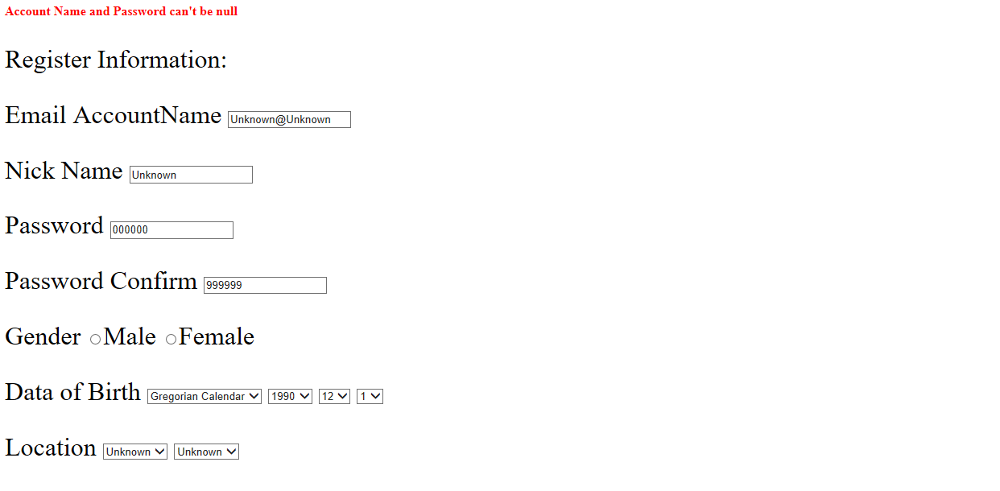 Account Name and Password can't be null
Register Information:
Email AccountName Unknown@Unknown
Nick Name Unknown
Password 000000
Password Confirm 999999
Gender Male Female
Data of Birth Gregorian Calendar 1990 12 1
Location Unknown Unknown